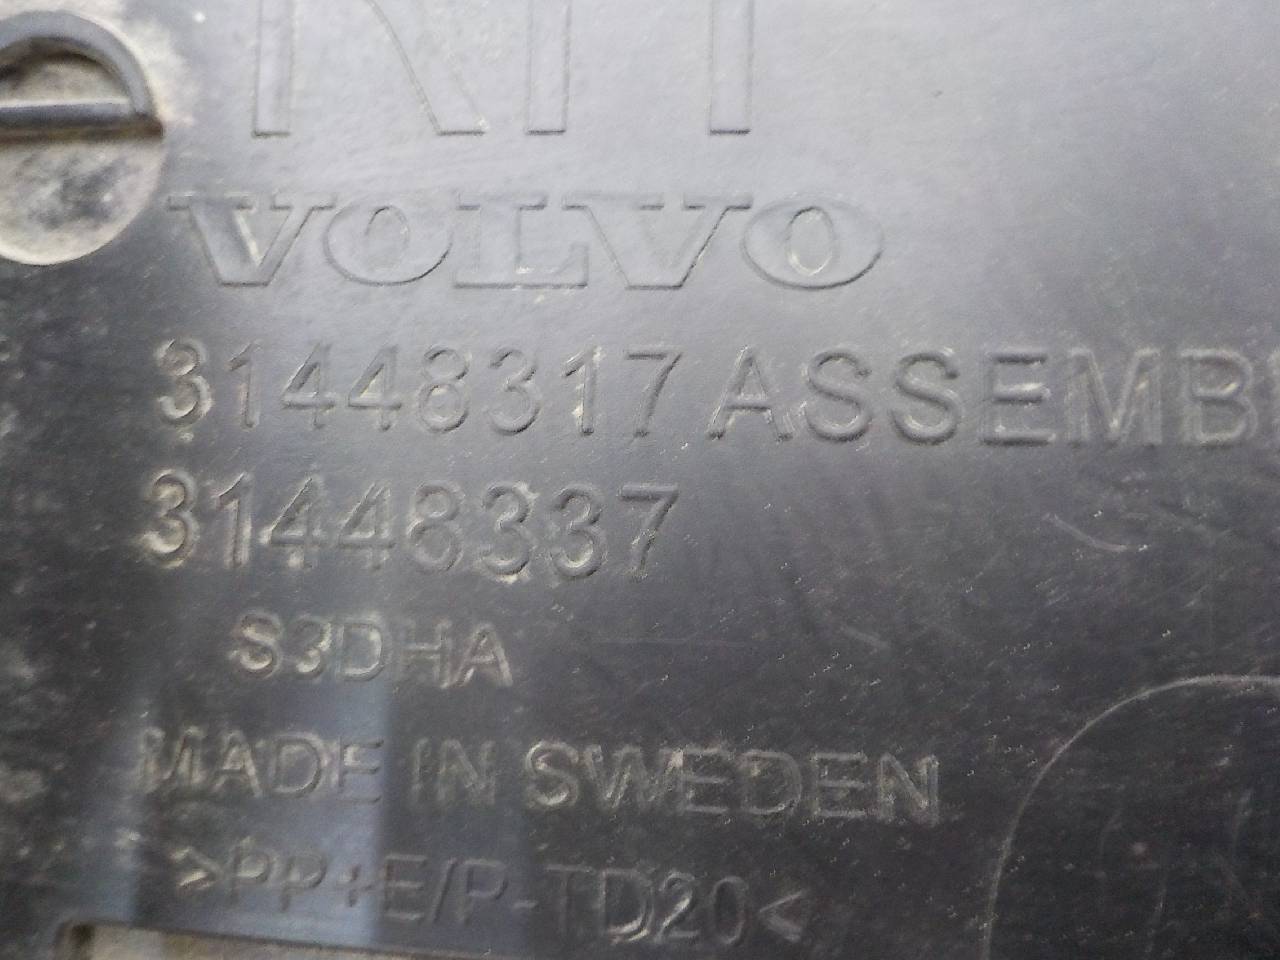 VOLVO
31448317 ASSEMB
31448337
S3DHA
MADE IN SWEDEN
>PP+E/P-TD20<